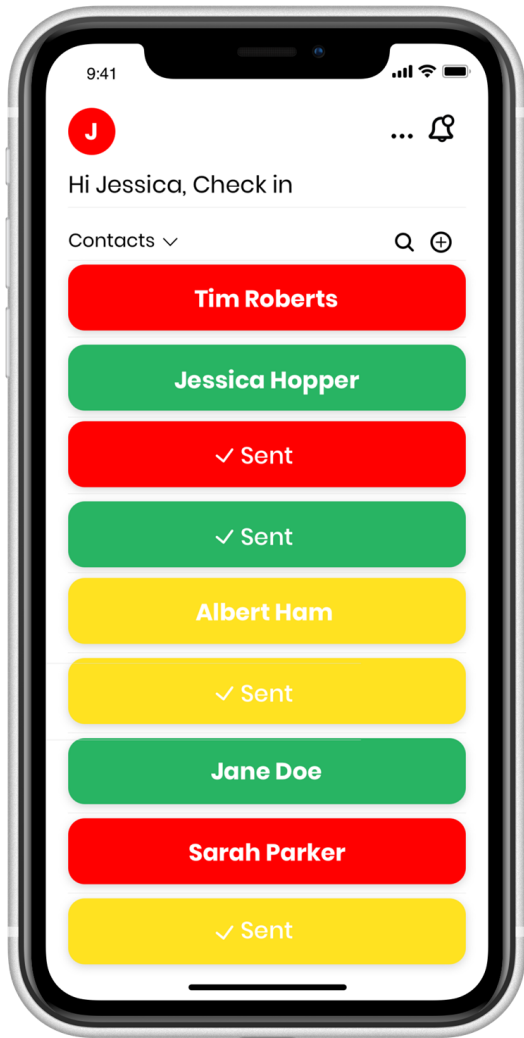 9:41
J
Hi Jessica, Check in
Contacts
Tim Roberts
Jessica Hopper
Sent
Sent
Albert Ham
Sent
Jane Doe
Sarah Parker
Sent